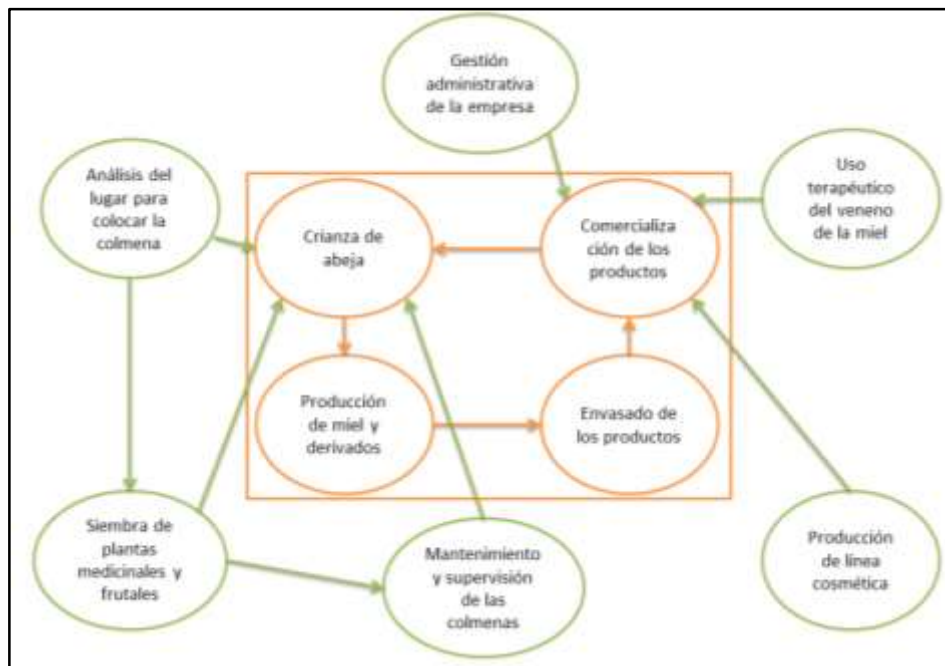 Gestión
administrativa
de la empresa
Análisis del
lugar para
colocar la
colmena
Uso
terapéutico
del veneno
de la miel
Crianza de
abeja
Comercializa
ción de los
productos
Producción
de miel y
derivados
Envasado de
los productos
Siembra de
plantas
medicinales y
frutales
Mantenimiento
y supervisión
de las
colmenas
Producción
de línea
cosmética